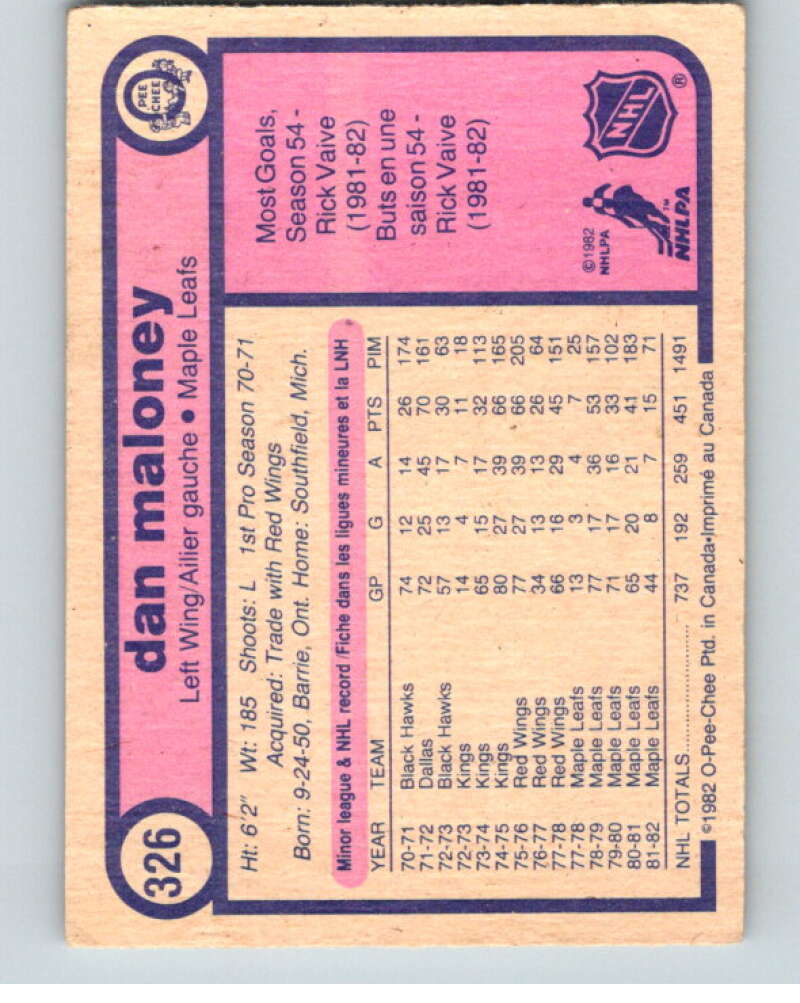 326
O PEE CHEE
dan maloney
Left Wing/Ailier gauche • Maple Leafs
Ht: 6'2" Wt: 185 Shoots: L 1st Pro Season 70-71
Acquired: Trade with Red Wings
Born: 9-24-50, Barrie, Ont. Home: Southfield, Mich.
Minor league & NHL record/Fiche dans les ligues mineures et la LNH
YEAR TEAM GP G A PTS PIM
70-71 Black Hawks 74 12 14 26 174
71-72 Dallas 72 25 45 70 161
72-73 Black Hawks 57 13 17 30 63
72-73 Kings 14 4 7 11 18
73-74 Kings 65 15 17 32 113
74-75 Kings 80 27 39 66 165
75-76 Red Wings 77 27 39 66 205
76-77 Red Wings 34 13 13 26 64
77-78 Red Wings 66 16 29 45 151
77-78 Maple Leafs 13 3 4 7 25
78-79 Maple Leafs 77 17 36 53 157
79-80 Maple Leafs 71 17 16 33 102
80-81 Maple Leafs 65 20 21 41 183
81-82 Maple Leafs 44 8 7 15 71
NHL TOTALS.................... 737 192 259 451 1491
©1982 O-Pee-Chee Ptd. in Canada•Imprimé au Canada
Most Goals,
Season 54 -
Rick Vaive
(1981-82)
Buts en une
saison 54 -
Rick Vaive
(1981-82)
©1982
NHLPA
NHLPA™
NHL®